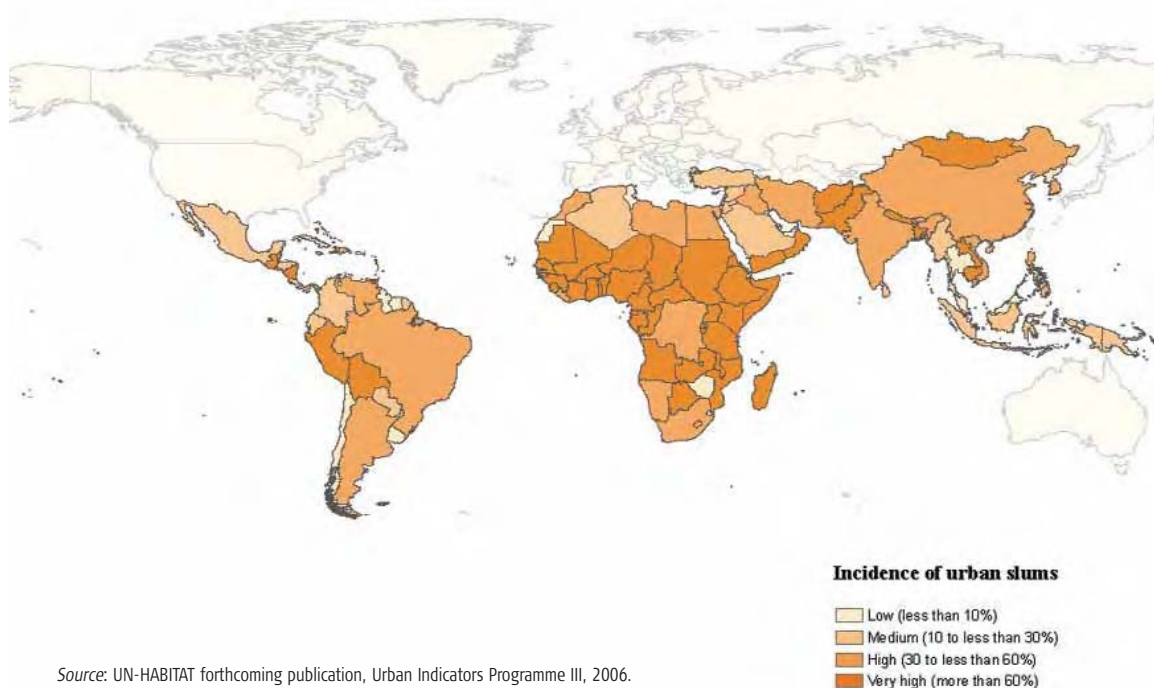 Incidence of urban slums
Low (less than 10%)
Medium (10 to less than 30%)
High (30 to less than 60%)
Very high (more than 60%)
Source: UN-HABITAT forthcoming publication, Urban Indicators Programme III, 2006.